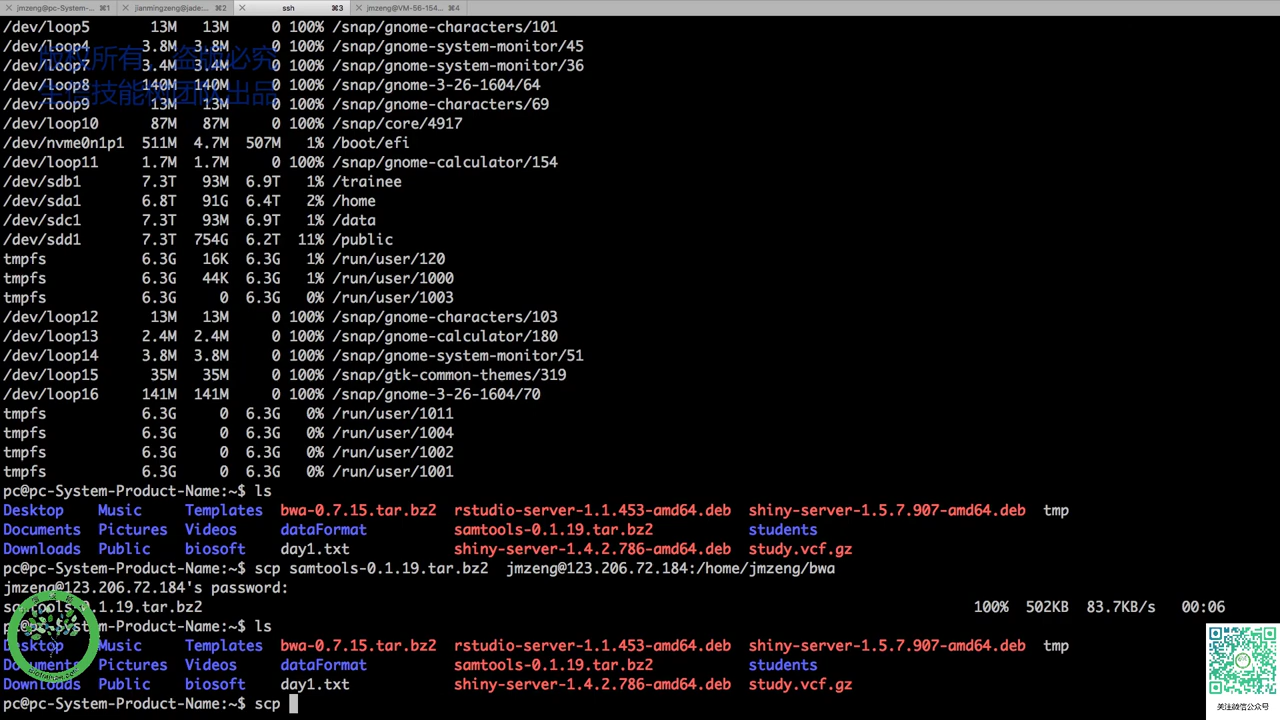 jmzeng@pc-System-... ⌘1 jianmingzeng@jade:... ⌘2 ssh ⌘3 jmzeng@VM-56-154... ⌘4
/dev/loop5 13M 13M 0 100% /snap/gnome-characters/101
/dev/loop4 3.8M 3.8M 0 100% /snap/gnome-system-monitor/45
版权所有，盗版必究
/dev/loop7 3.4M 3.4M 0 100% /snap/gnome-system-monitor/36
/dev/loop8 140M 140M 0 100% /snap/gnome-3-26-1604/64
生信技能树团队出品
/dev/loop9 13M 13M 0 100% /snap/gnome-characters/69
/dev/loop10 87M 87M 0 100% /snap/core/4917
/dev/nvme0n1p1 511M 4.7M 507M 1% /boot/efi
/dev/loop11 1.7M 1.7M 0 100% /snap/gnome-calculator/154
/dev/sdb1 7.3T 93M 6.9T 1% /trainee
/dev/sda1 6.8T 91G 6.4T 2% /home
/dev/sdc1 7.3T 93M 6.9T 1% /data
/dev/sdd1 7.3T 754G 6.2T 11% /public
tmpfs 6.3G 16K 6.3G 1% /run/user/120
tmpfs 6.3G 44K 6.3G 1% /run/user/1000
tmpfs 6.3G 0 6.3G 0% /run/user/1003
/dev/loop12 13M 13M 0 100% /snap/gnome-characters/103
/dev/loop13 2.4M 2.4M 0 100% /snap/gnome-calculator/180
/dev/loop14 3.8M 3.8M 0 100% /snap/gnome-system-monitor/51
/dev/loop15 35M 35M 0 100% /snap/gtk-common-themes/319
/dev/loop16 141M 141M 0 100% /snap/gnome-3-26-1604/70
tmpfs 6.3G 0 6.3G 0% /run/user/1011
tmpfs 6.3G 0 6.3G 0% /run/user/1004
tmpfs 6.3G 0 6.3G 0% /run/user/1002
tmpfs 6.3G 0 6.3G 0% /run/user/1001
pc@pc-System-Product-Name:~$ ls
Desktop Music Templates bwa-0.7.15.tar.bz2 rstudio-server-1.1.453-amd64.deb shiny-server-1.5.7.907-amd64.deb tmp
Documents Pictures Videos dataFormat samtools-0.1.19.tar.bz2 students
Downloads Public biosoft day1.txt shiny-server-1.4.2.786-amd64.deb study.vcf.gz
pc@pc-System-Product-Name:~$ scp samtools-0.1.19.tar.bz2 jmzeng@123.206.72.184:/home/jmzeng/bwa
jmzeng@123.206.72.184's password:
samtools-0.1.19.tar.bz2 100% 502KB 83.7KB/s 00:06
pc@pc-System-Product-Name:~$ ls
Desktop Music Templates bwa-0.7.15.tar.bz2 rstudio-server-1.1.453-amd64.deb shiny-server-1.5.7.907-amd64.deb tmp
Documents Pictures Videos dataFormat samtools-0.1.19.tar.bz2 students
Downloads Public biosoft day1.txt shiny-server-1.4.2.786-amd64.deb study.vcf.gz
pc@pc-System-Product-Name:~$ scp
关注微信公众号